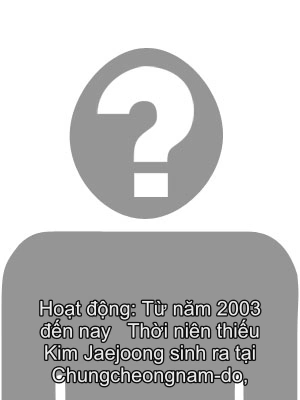 ?
Hoạt động: Từ năm 2003
đến nay   Thời niên thiếu
Kim Jaejoong sinh ra tại
Chungcheongnam-do,